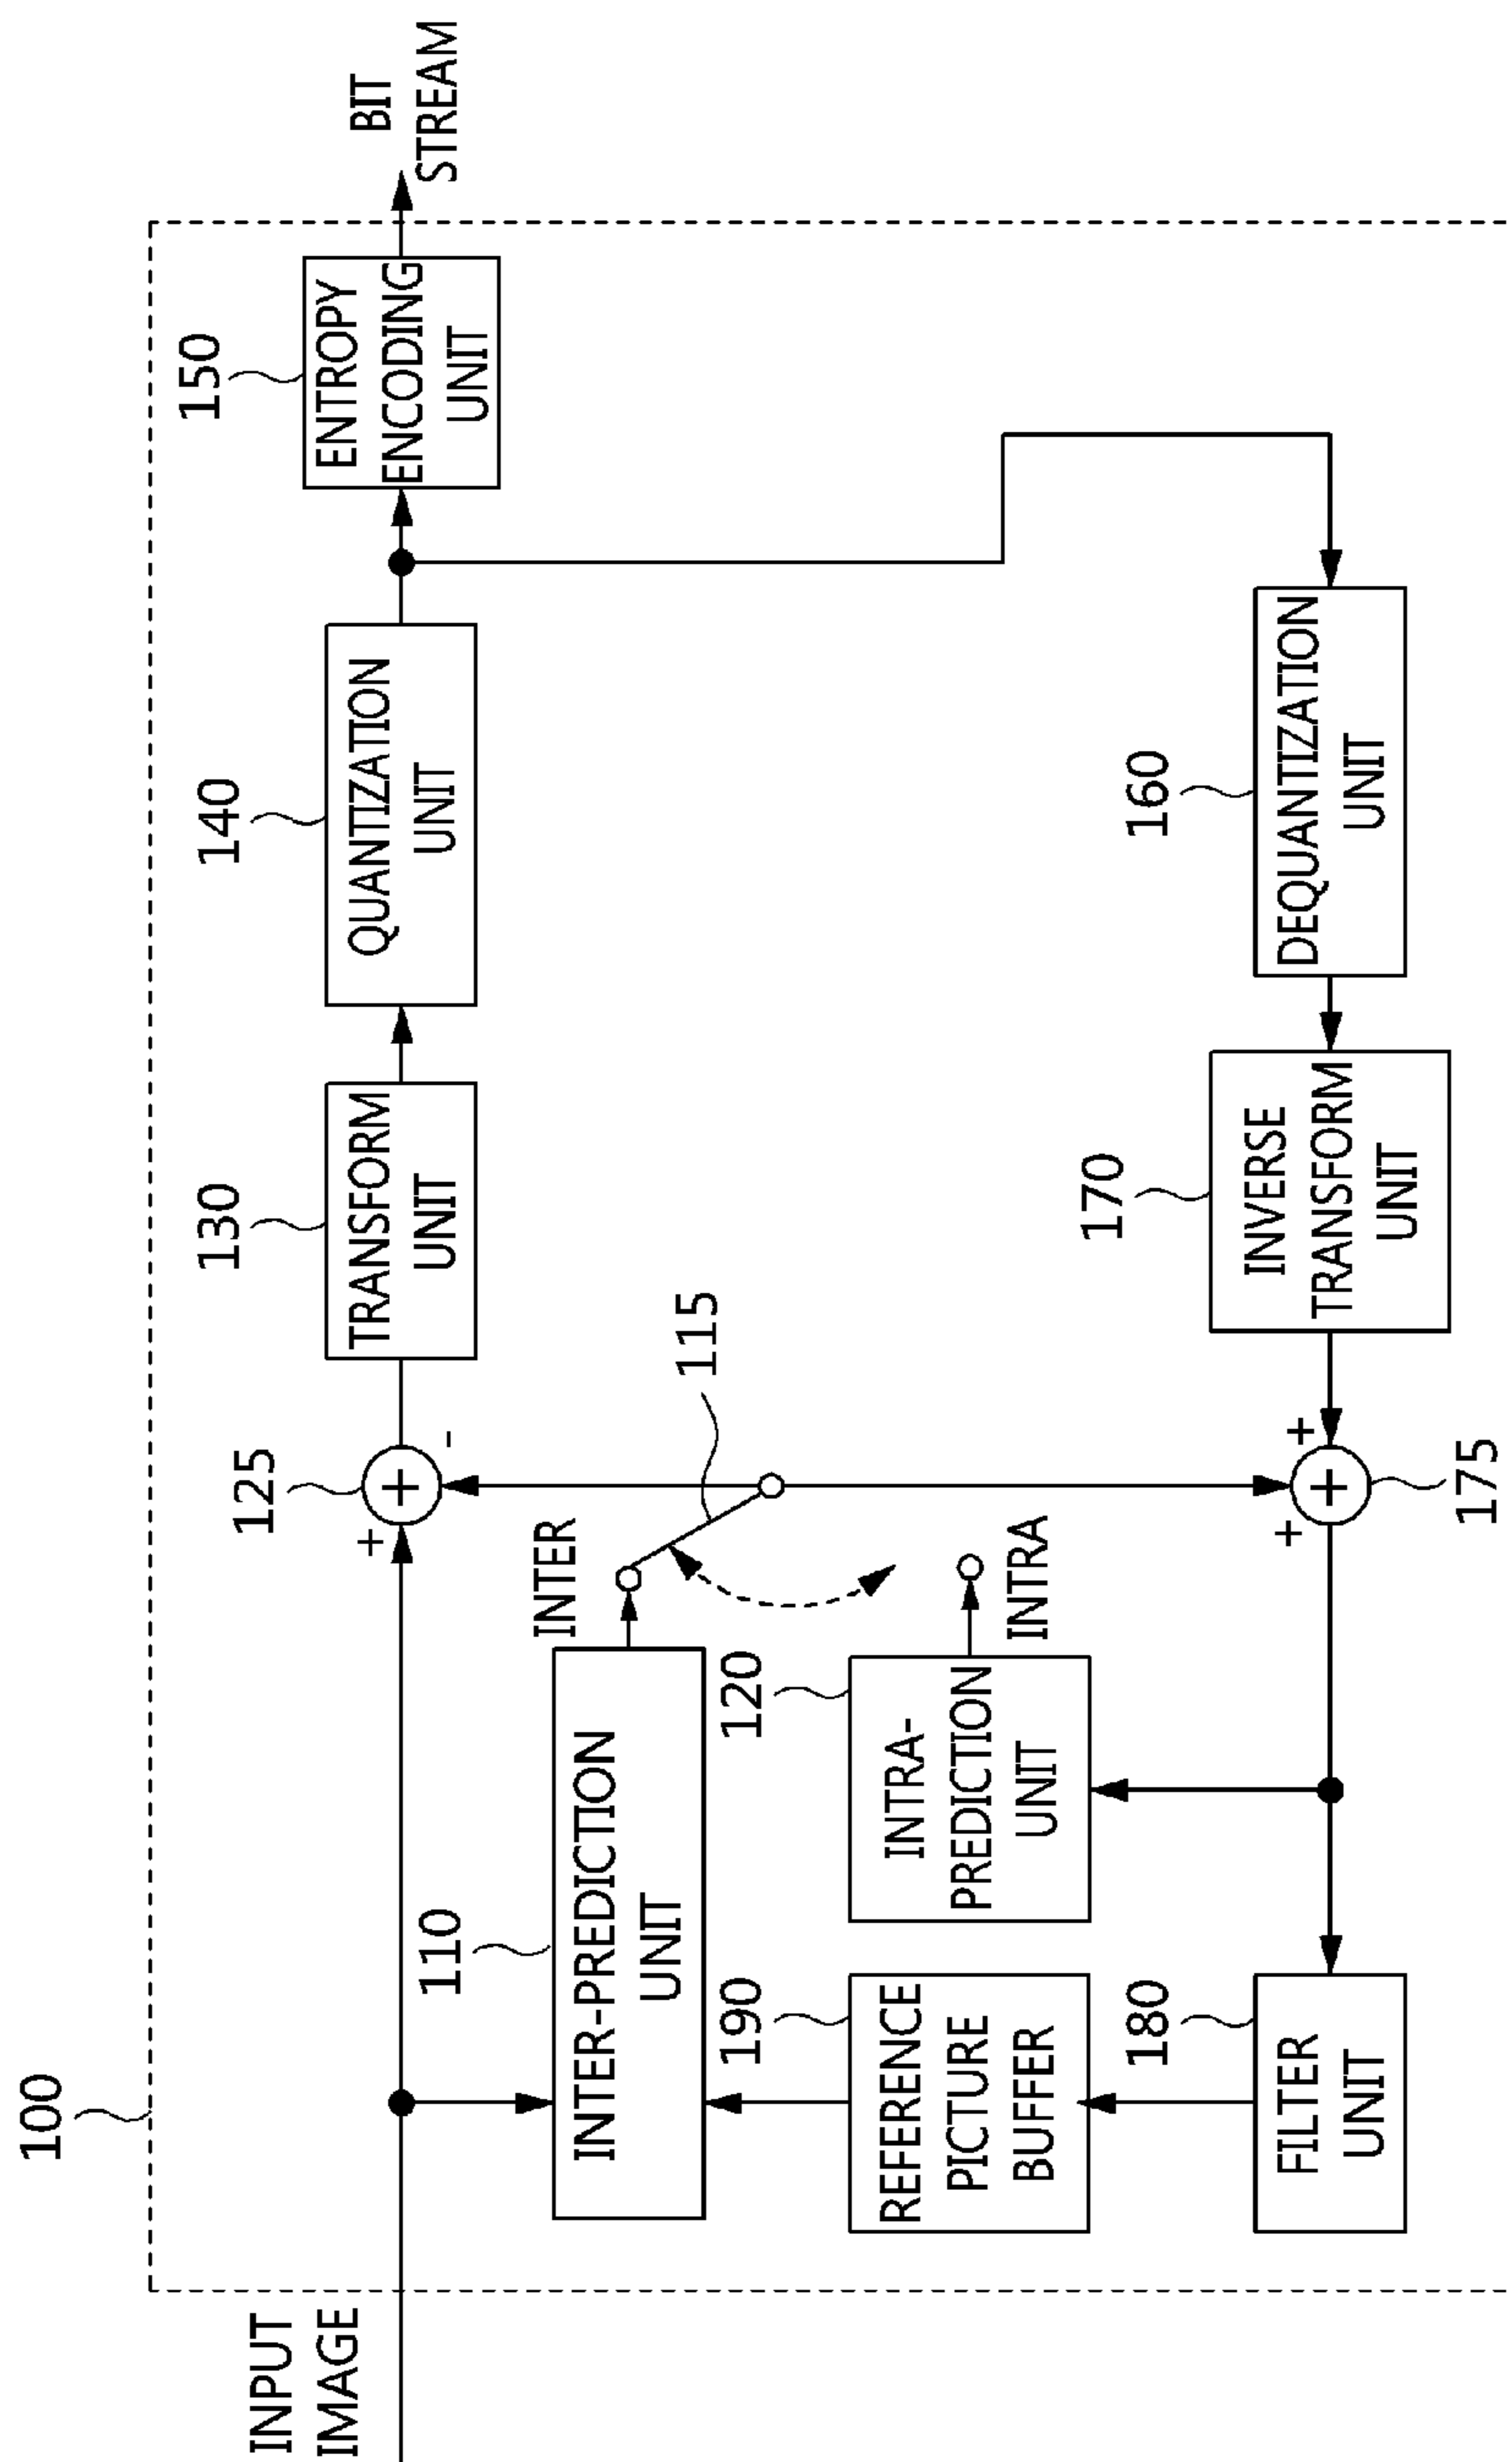 100
INPUT
IMAGE
125
+
+
-
130
TRANSFORM
UNIT
140
QUANTIZATION
UNIT
150
ENTROPY
ENCODING
UNIT
BIT
STREAM
110
INTER-PREDICTION
UNIT
INTER
115
190
REFERENCE
PICTURE
BUFFER
120
INTRA-
PREDICTION
UNIT
INTRA
180
FILTER
UNIT
+
+
+
175
170
INVERSE
TRANSFORM
UNIT
160
DEQUANTIZATION
UNIT